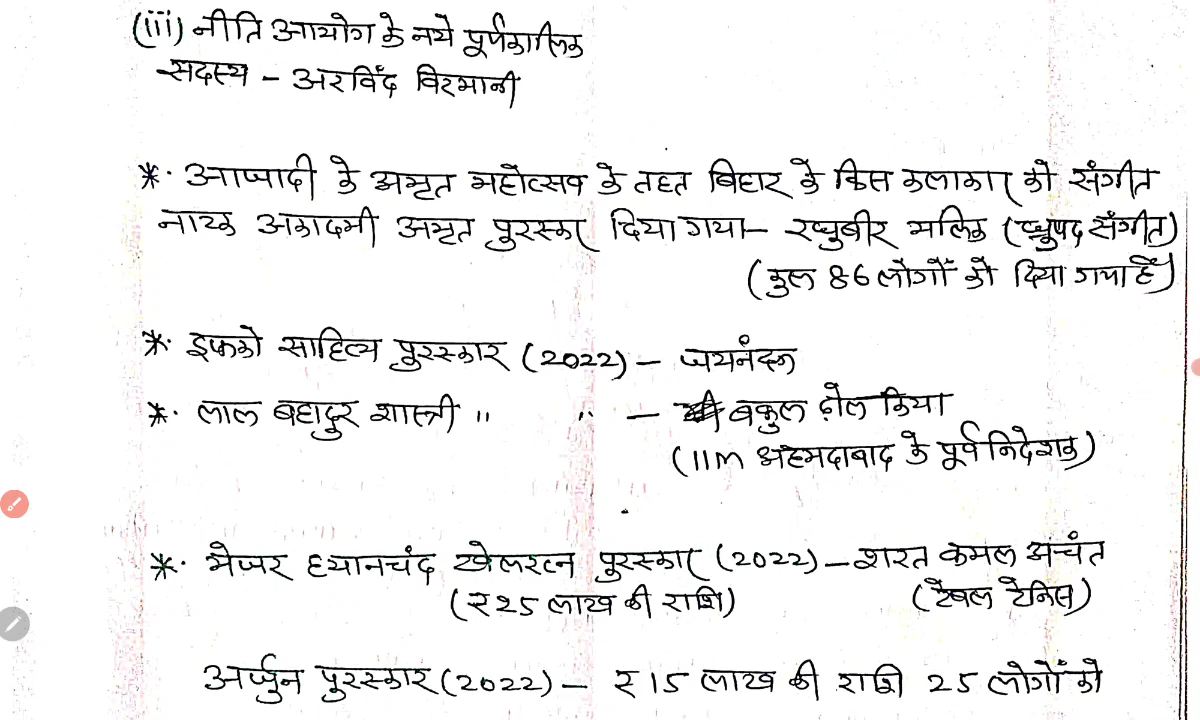 (iii) नीति आयोग के नये पूर्णकालिक
सदस्य - अरविंद विरमानी
*. आजादी के अमृत महोत्सव के तहत बिहार के किस कलाकार को संगीत
नाटक अकादमी अमृत पुरस्कार दिया गया - रघुबीर मलिक (ध्रुपद संगीत)
(कुल 86 लोगों को दिया गया है)
*. इफको साहित्य पुरस्कार (2022) - जयनंदन
*. लाल बहादुर शास्त्री " " - बकुल ढोलकिया
(IIM अहमदाबाद के पूर्व निदेशक)
*. मेजर ध्यानचंद खेलरत्न पुरस्कार (2022) - शरत कमल अचंत
(₹25 लाख की राशि) (टेबल टेनिस)
अर्जुन पुरस्कार (2022) - ₹15 लाख की राशि 25 लोगों को